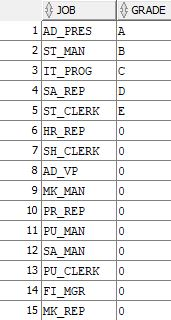 JOB GRADE
1 AD_PRES A
2 ST_MAN B
3 IT_PROG C
4 SA_REP D
5 ST_CLERK E
6 HR_REP 0
7 SH_CLERK 0
8 AD_VP 0
9 MK_MAN 0
10 PR_REP 0
11 PU_MAN 0
12 SA_MAN 0
13 PU_CLERK 0
14 FI_MGR 0
15 MK_REP 0